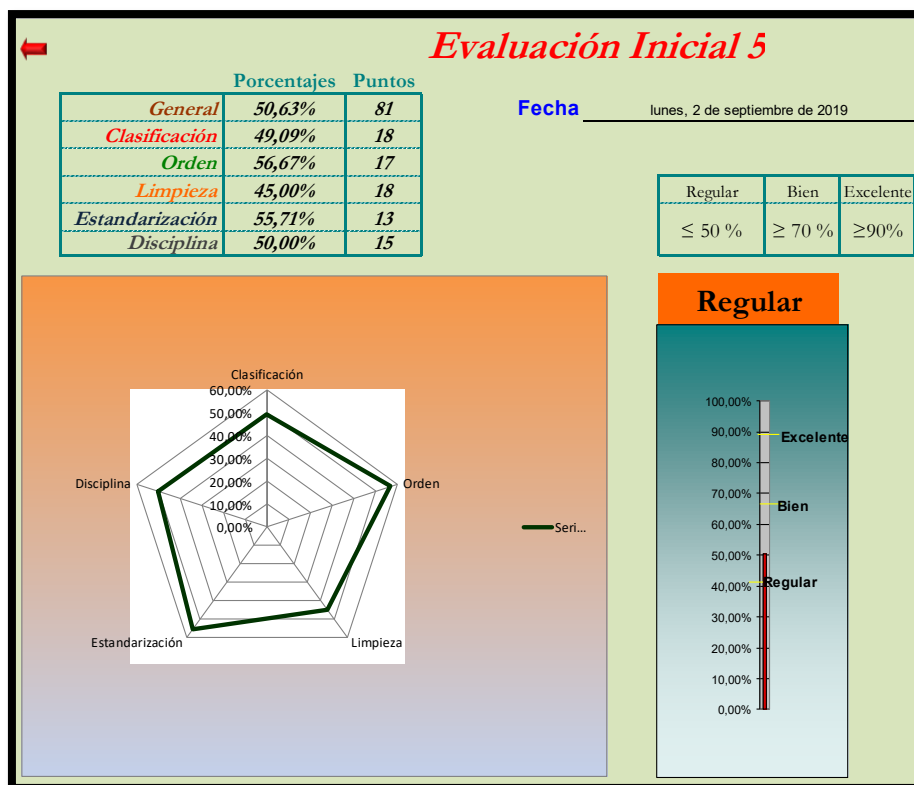 Evaluación Inicial 5
Porcentajes Puntos
General 50,63% 81
Clasificación 49,09% 18
Orden 56,67% 17
Limpieza 45,00% 18
Estandarización 55,71% 13
Disciplina 50,00% 15
Fecha lunes, 2 de septiembre de 2019
Regular Bien Excelente
≤ 50 % ≥ 70 % ≥90%
Regular
Clasificación
60,00%
50,00%
40,00%
30,00%
20,00%
10,00%
0,00%
Disciplina
Orden
Estandarización
Limpieza
Seri...
100,00%
90,00%
Excelente
80,00%
70,00%
Bien
60,00%
50,00%
40,00%
Regular
30,00%
20,00%
10,00%
0,00%